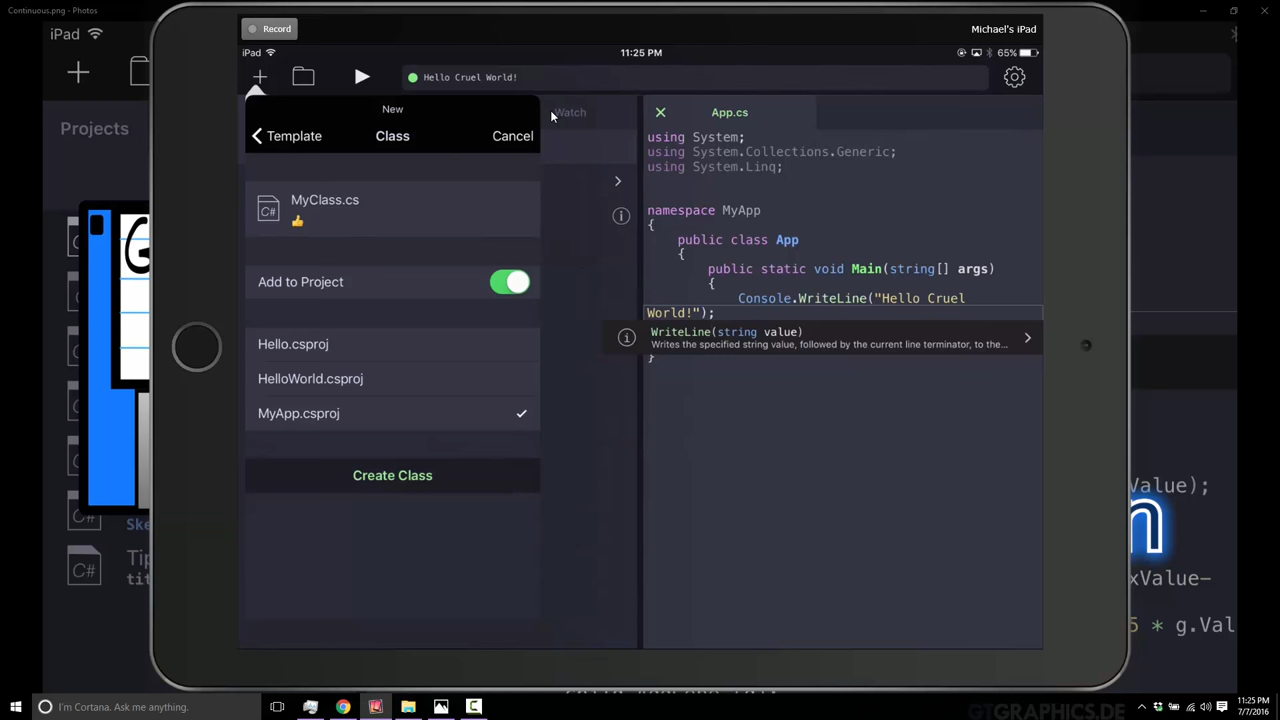 Continuous.png - Photos
iPad
Projects
Record
Michael's iPad
iPad
11:25 PM
65%
Hello Cruel World!
New
Template
Class
Cancel
Watch
C#
MyClass.cs
👍
Add to Project
Hello.csproj
HelloWorld.csproj
MyApp.csproj
Create Class
App.cs
using System;
using System.Collections.Generic;
using System.Linq;
namespace MyApp
{
public class App
{
public static void Main(string[] args)
{
Console.WriteLine("Hello Cruel
World!");
WriteLine(string value)
Writes the specified string value, followed by the current line terminator, to the...
}
C#
Ske
C#
Tip
tit
Value);
n
xValue-
5 * g.Val
GTGRAPHICS.DE
I'm Cortana. Ask me anything.
11:25 PM
7/7/2016